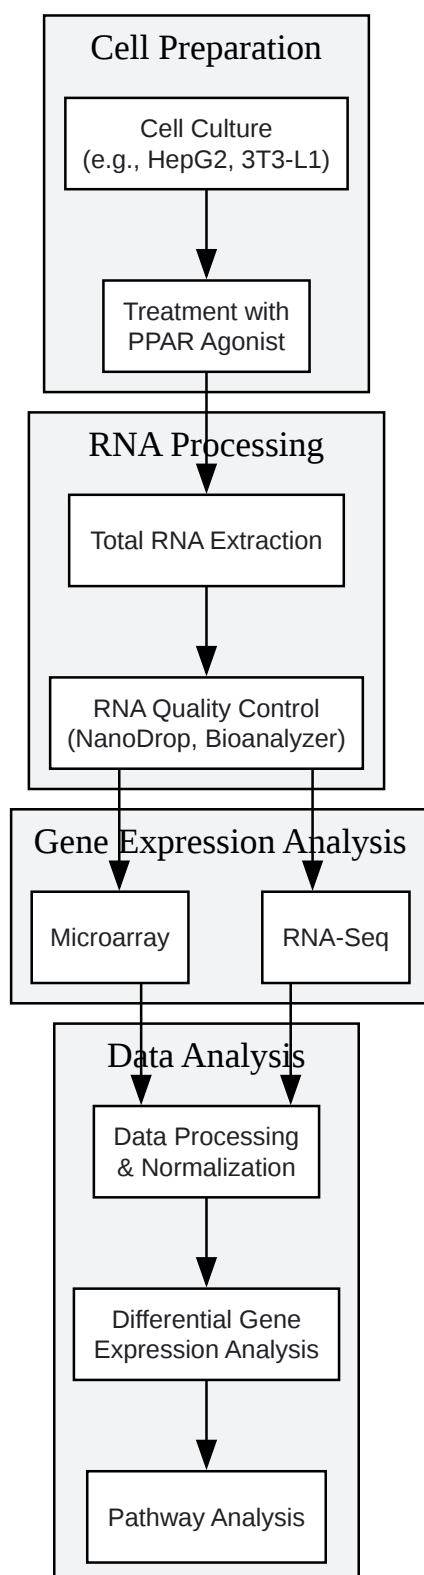 Cell Preparation
Cell Culture
(e.g., HepG2, 3T3-L1)
Treatment with
PPAR Agonist
RNA Processing
Total RNA Extraction
RNA Quality Control
(NanoDrop, Bioanalyzer)
Gene Expression Analysis
Microarray
RNA-Seq
Data Analysis
Data Processing
& Normalization
Differential Gene
Expression Analysis
Pathway Analysis